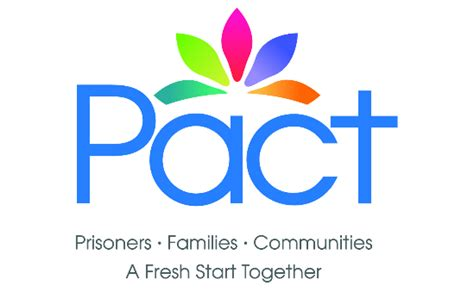 Pact
Prisoners · Families · Communities
A Fresh Start Together